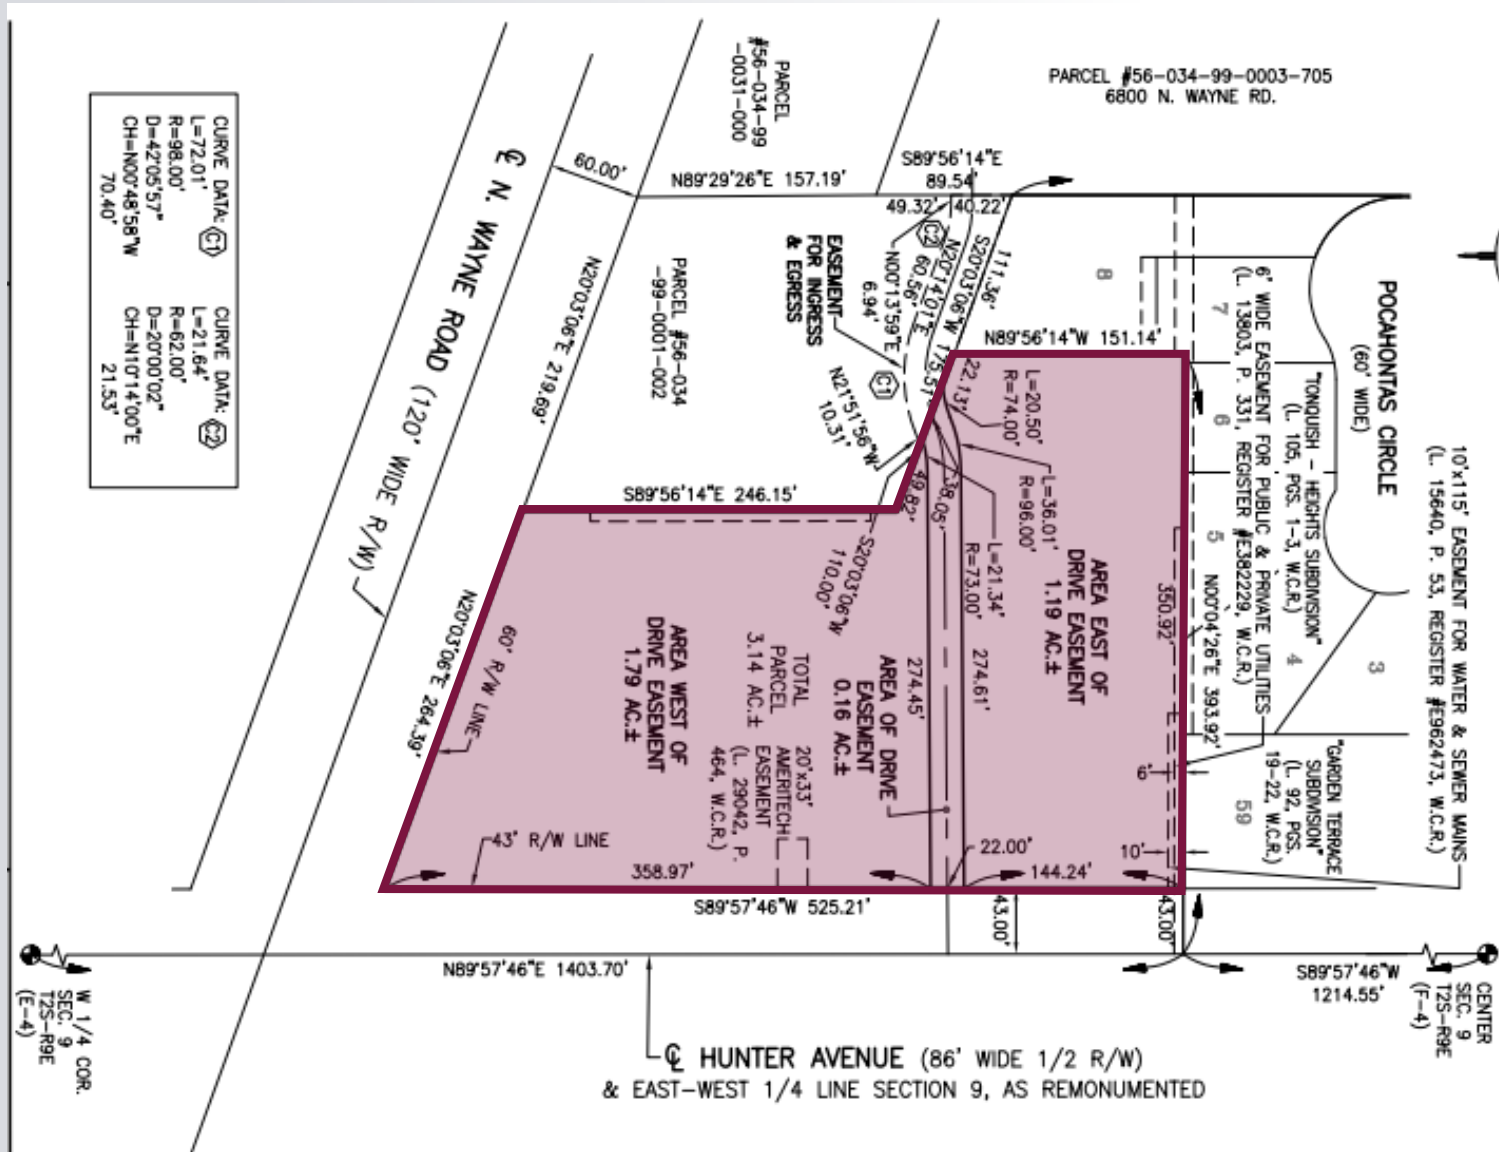 PARCEL
#56-034-99
-0031-000
PARCEL #56-034-99-0003-705
6800 N. WAYNE RD.
CURVE DATA: C1
L=72.01'
R=98.00'
D=42°05'57"
CH=N00°48'58"W
70.40'
CURVE DATA: C2
L=21.64'
R=62.00'
D=20°00'02"
CH=N10°14'00"E
21.53'
℄ N. WAYNE ROAD (120' WIDE R/W)
60.00'
N89°29'26"E 157.19'
S89°56'14"E
89.54'
49.32'
40.22'
C2
N00°13'59"E
6.94'
N20°14'01"E
60.56'
S20°03'06"W 175.51'
111.36'
EASEMENT
FOR INGRESS
& EGRESS
C1
N21°51'56"W
10.31'
N89°56'14"W 151.14'
PARCEL #56-034
-99-0001-002
N20°03'06"E 219.69'
S89°56'14"E 246.15'
22.13'
L=20.50'
R=74.00'
L=36.01'
R=96.00'
38.05'
49.82'
L=21.34'
R=73.00'
S20°03'06"W
110.00'
POCAHONTAS CIRCLE
(60' WIDE)
8
7
6
5
4
3
59
6' WIDE EASEMENT FOR PUBLIC & PRIVATE UTILITIES
(L. 13803, P. 331, REGISTER #E382229, W.C.R.)
"TONQUISH - HEIGHTS SUBDIVISION"
(L. 105, PGS. 1-3, W.C.R.)
10'x115' EASEMENT FOR WATER & SEWER MAINS
(L. 15640, P. 53, REGISTER #E962473, W.C.R.)
"GARDEN TERRACE
SUBDIVISION"
(L. 92, PGS.
19-22, W.C.R.)
N00°04'26"E 393.92'
350.92'
AREA EAST OF
DRIVE EASEMENT
1.19 AC.±
274.61'
274.45'
AREA OF DRIVE
EASEMENT
0.16 AC.±
TOTAL
PARCEL
3.14 AC.±
20'x33'
AMERITECH
EASEMENT
(L. 29042, P.
464, W.C.R.)
AREA WEST OF
DRIVE EASEMENT
1.79 AC.±
N20°03'06"E 264.39'
60' R/W LINE
43' R/W LINE
6'
10'
358.97'
22.00'
144.24'
S89°57'46"W 525.21'
43.00'
43.00'
N89°57'46"E 1403.70'
S89°57'46"W
1214.55'
W 1/4 COR.
SEC. 9
T2S-R9E
(E-4)
CENTER
SEC. 9
T2S-R9E
(F-4)
℄ HUNTER AVENUE (86' WIDE 1/2 R/W)
& EAST-WEST 1/4 LINE SECTION 9, AS REMONUMENTED